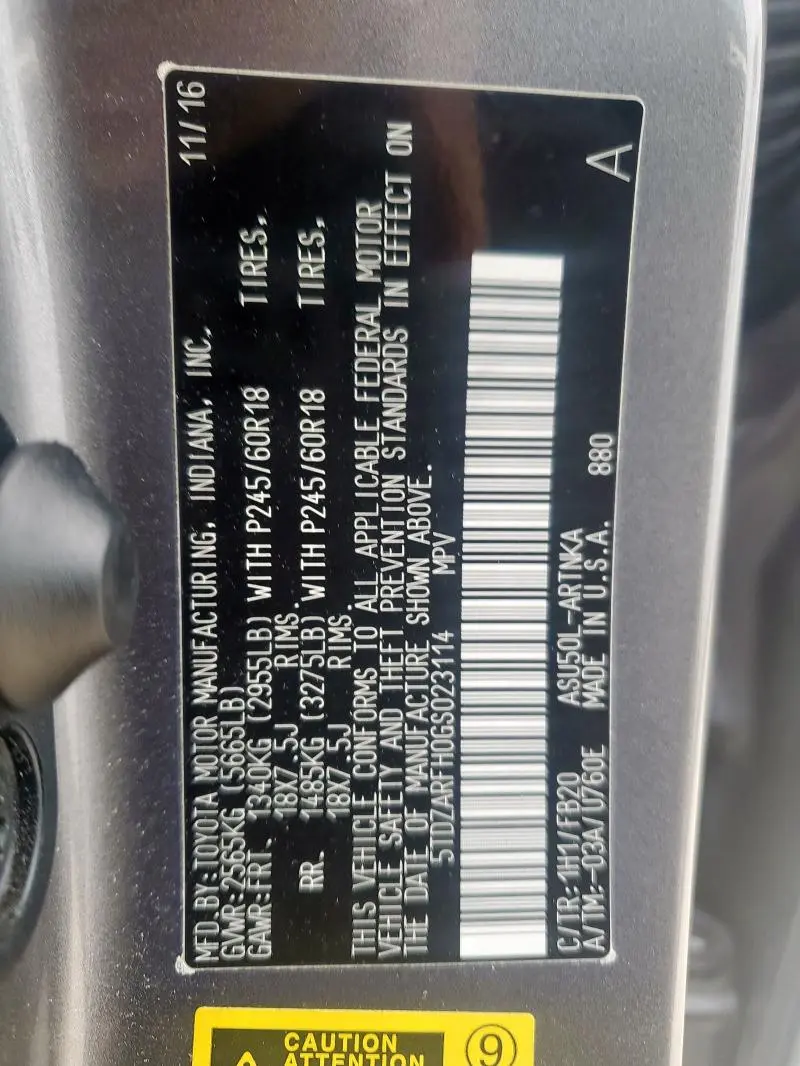 MFD.BY:TOYOTA MOTOR MANUFACTURING, INDIANA, INC. 11/16
GVWR:2565KG (5665LB)
GAWR:FRT. 1340KG (2955LB) WITH P245/60R18 TIRES,
18X7.5J RIMS.
RR. 1485KG (3275LB) WITH P245/60R18 TIRES,
18X7.5J RIMS.
THIS VEHICLE CONFORMS TO ALL APPLICABLE FEDERAL MOTOR
VEHICLE SAFETY AND THEFT PREVENTION STANDARDS IN EFFECT ON
THE DATE OF MANUFACTURE SHOWN ABOVE.
5TDZARFH0GS023114 MPV
C/TR:1H1/FB20 ASU50L-ARTNKA A
A/TM:-03A/U760E MADE IN U.S.A. 880
CAUTION
ATTENTION
9